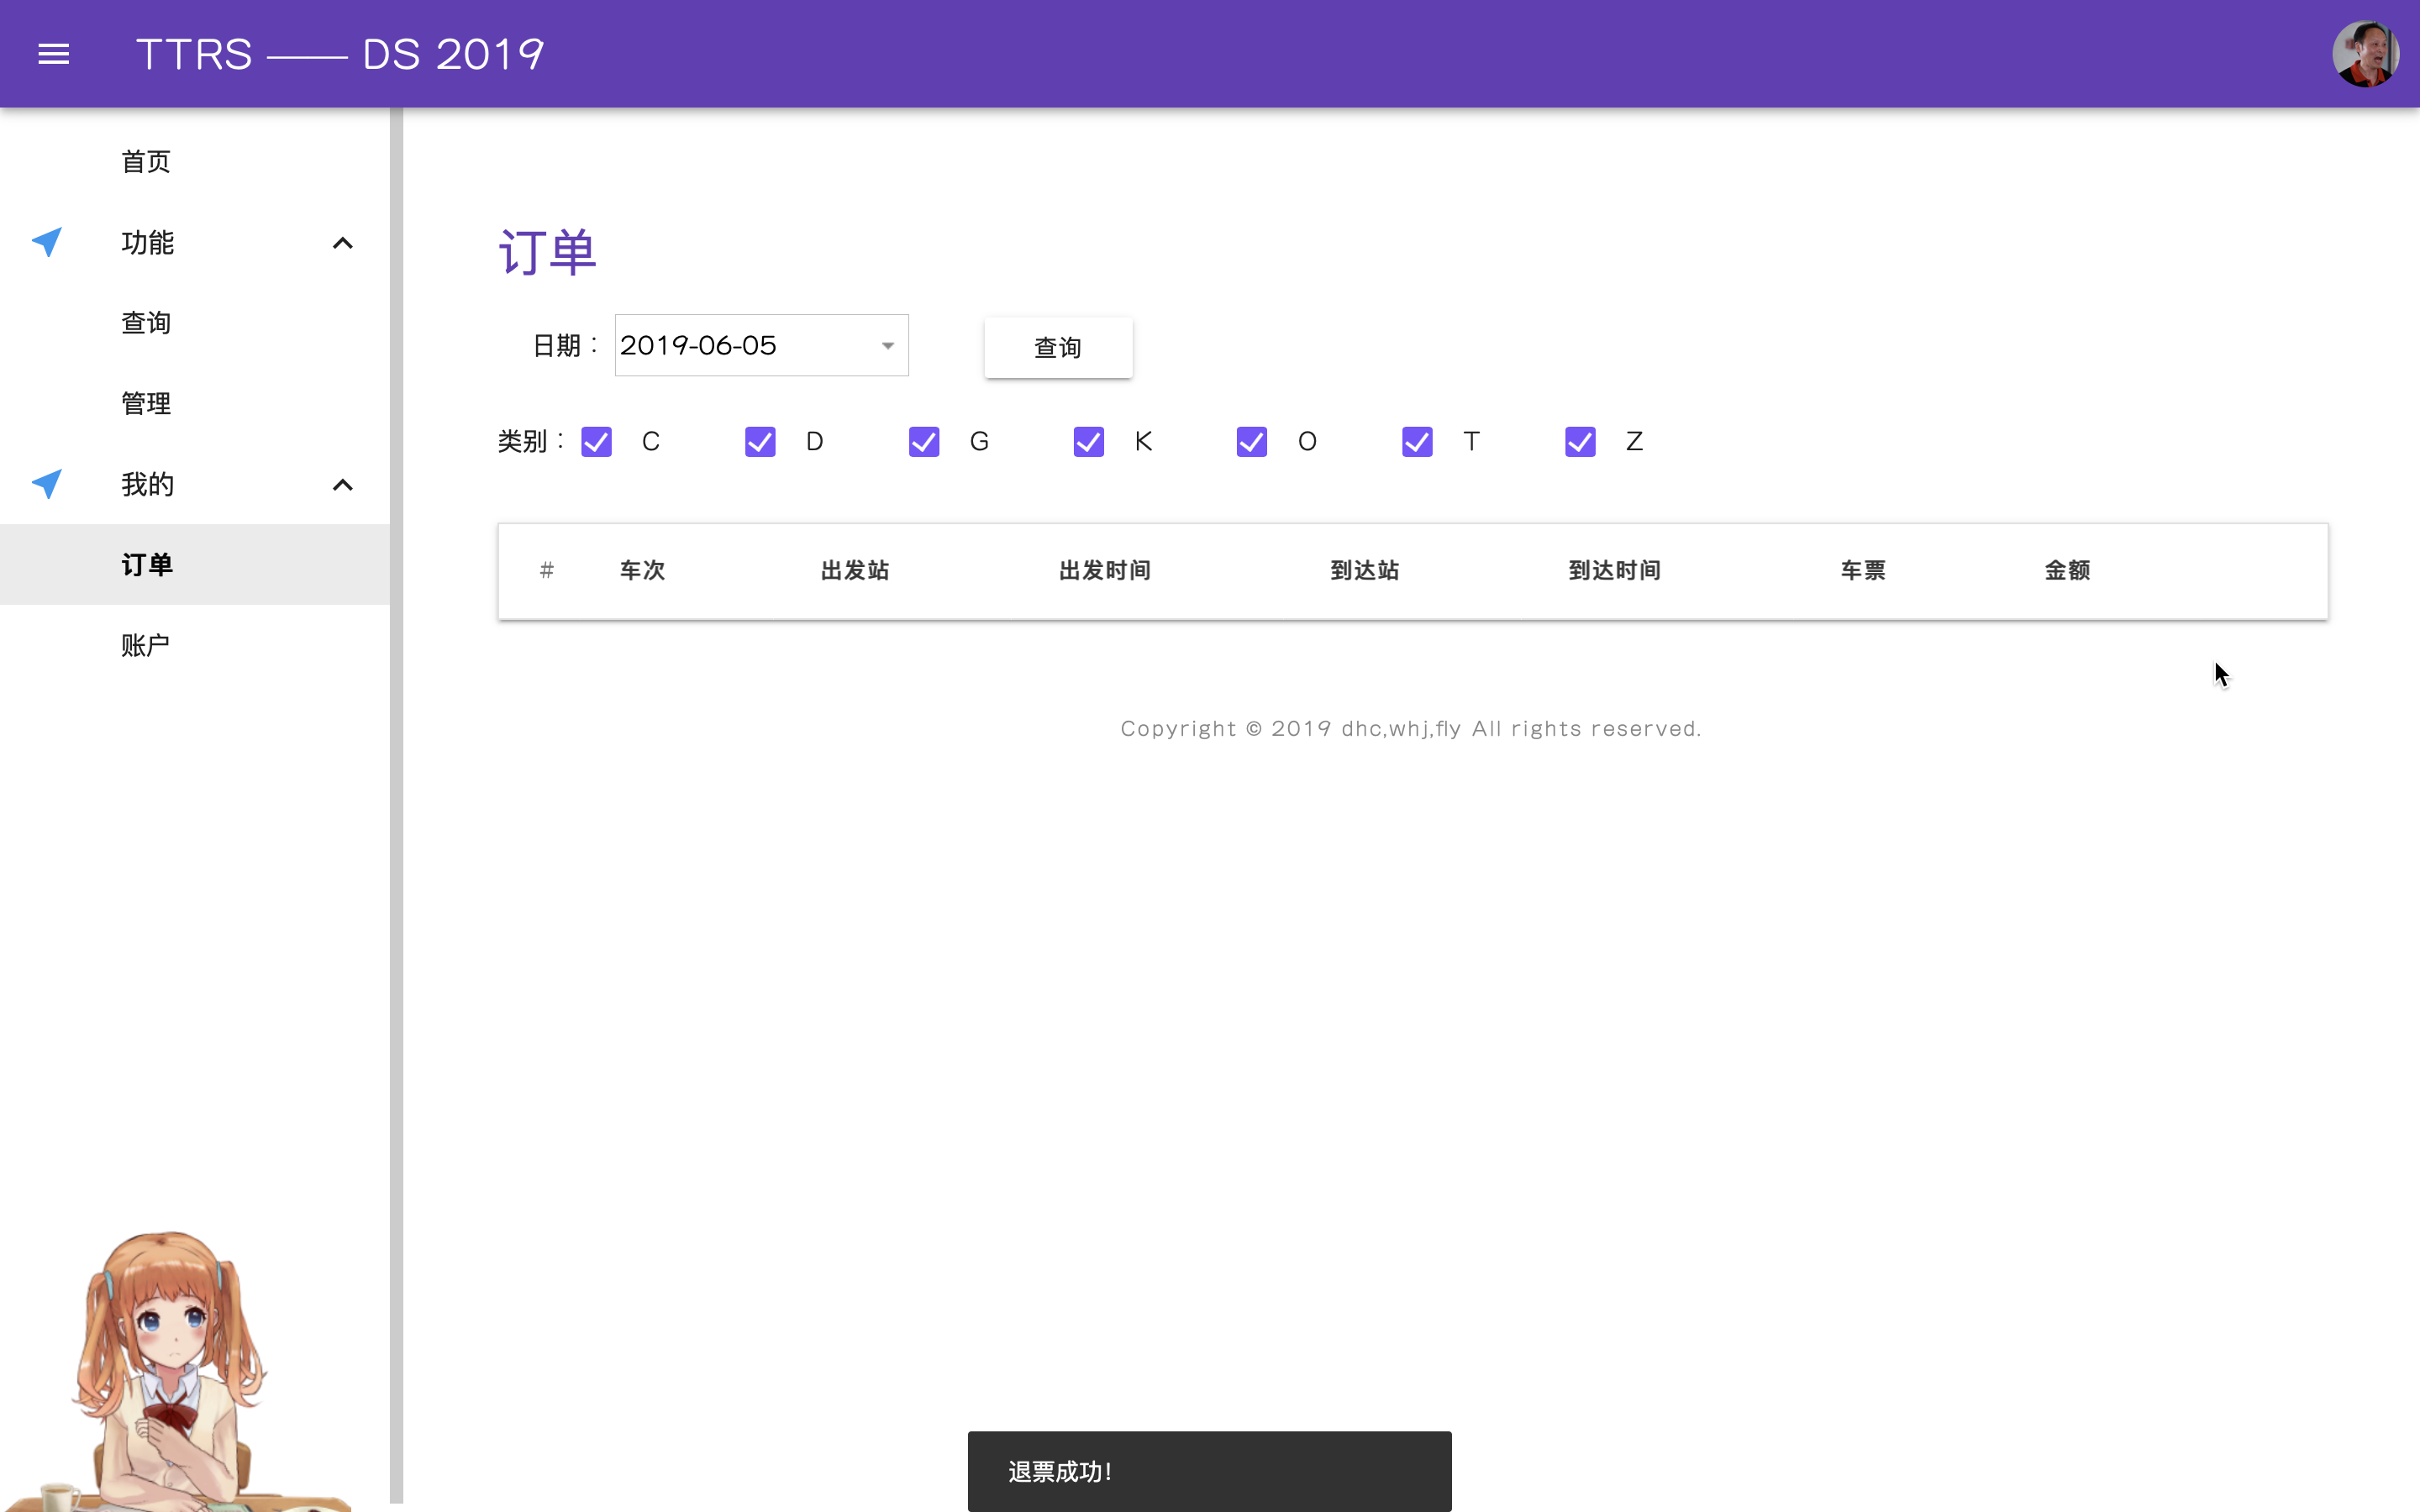 TTRS —— DS 2019
首页
功能
查询
管理
我的
订单
账户
订单
日期： 2019-06-05 查询
类别： C D G K O T Z
# 车次 出发站 出发时间 到达站 到达时间 车票 金额
Copyright © 2019 dhc,whj,fly All rights reserved.
退票成功！